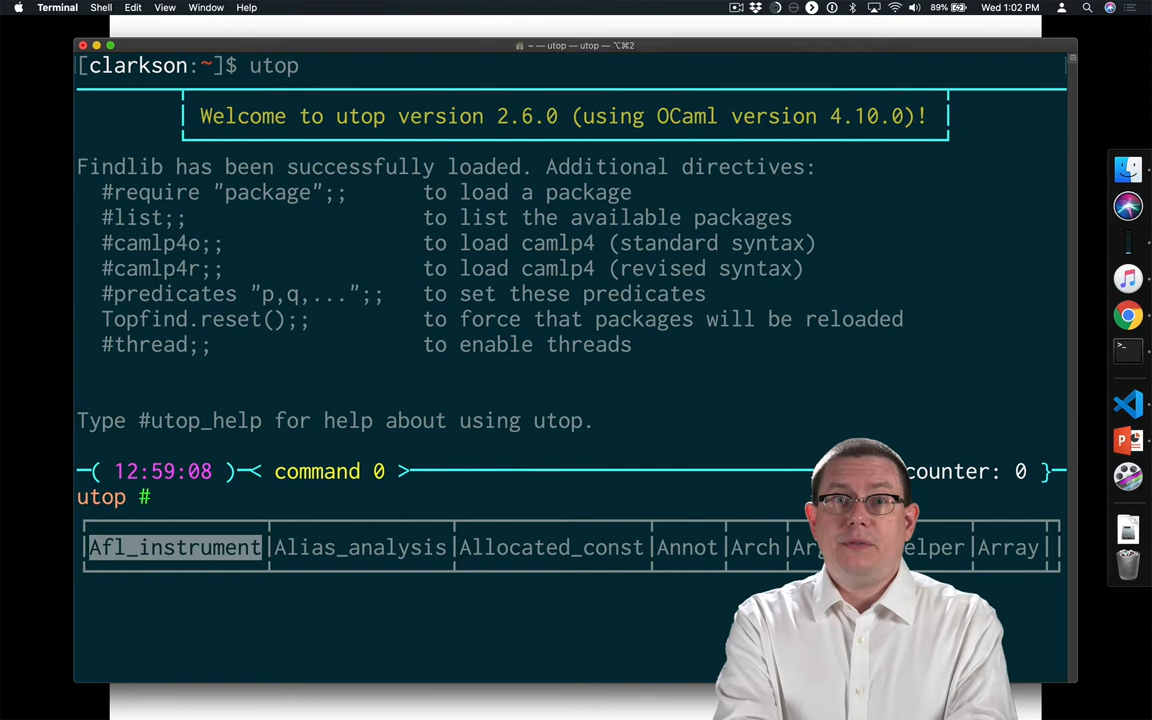 Terminal Shell Edit View Window Help 89% Wed 1:02 PM
~ — utop — utop — ⌥⌘2
[clarkson:~]$ utop
Welcome to utop version 2.6.0 (using OCaml version 4.10.0)!
Findlib has been successfully loaded. Additional directives:
#require "package";; to load a package
#list;; to list the available packages
#camlp4o;; to load camlp4 (standard syntax)
#camlp4r;; to load camlp4 (revised syntax)
#predicates "p,q,...";; to set these predicates
Topfind.reset();; to force that packages will be reloaded
#thread;; to enable threads
Type #utop_help for help about using utop.
─( 12:59:08 )─< command 0 >─ counter: 0 }─
utop #
Afl_instrument|Alias_analysis|Allocated_const|Annot|Arch|Ar elper|Array